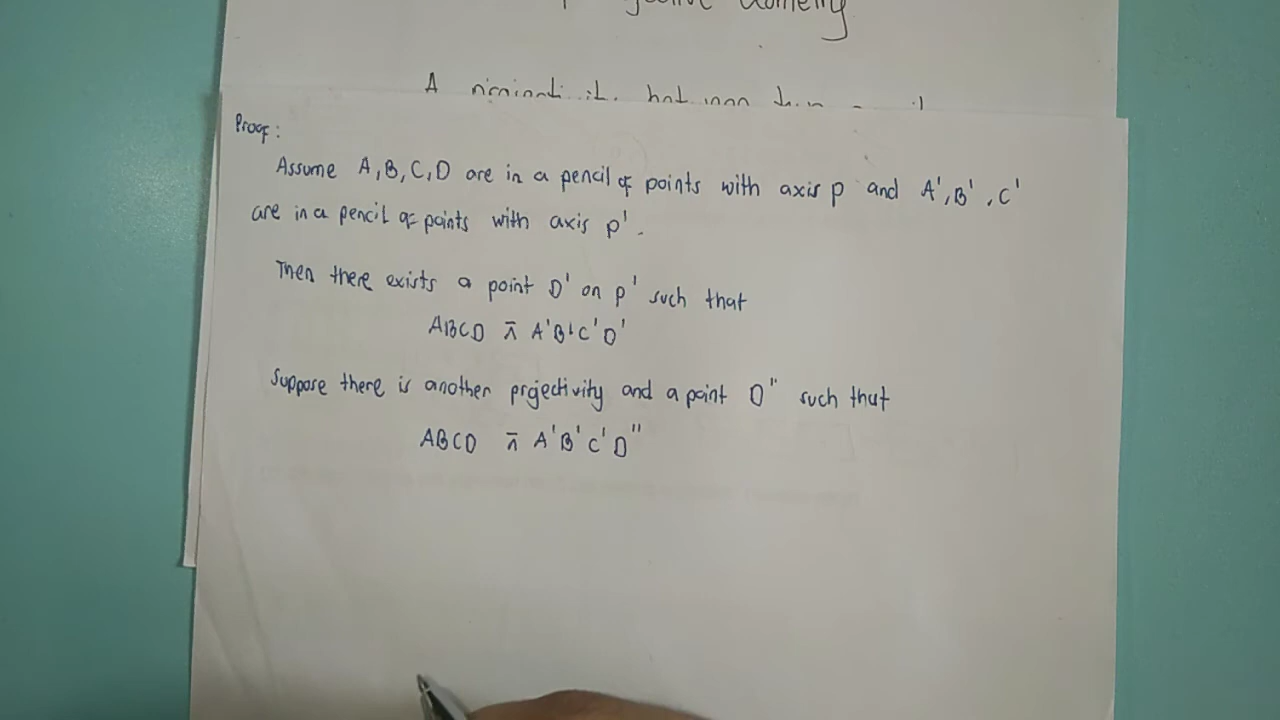 Geometry
A
Proof:
Assume A,B,C,D are in a pencil of points with axis p and A',B',C'
are in a pencil of points with axis p'.
Then there exists a point D' on p' such that
ABCD ⊼ A'B'C'D'
Suppose there is another projectivity and a point D'' such that
ABCD ⊼ A'B'C'D''